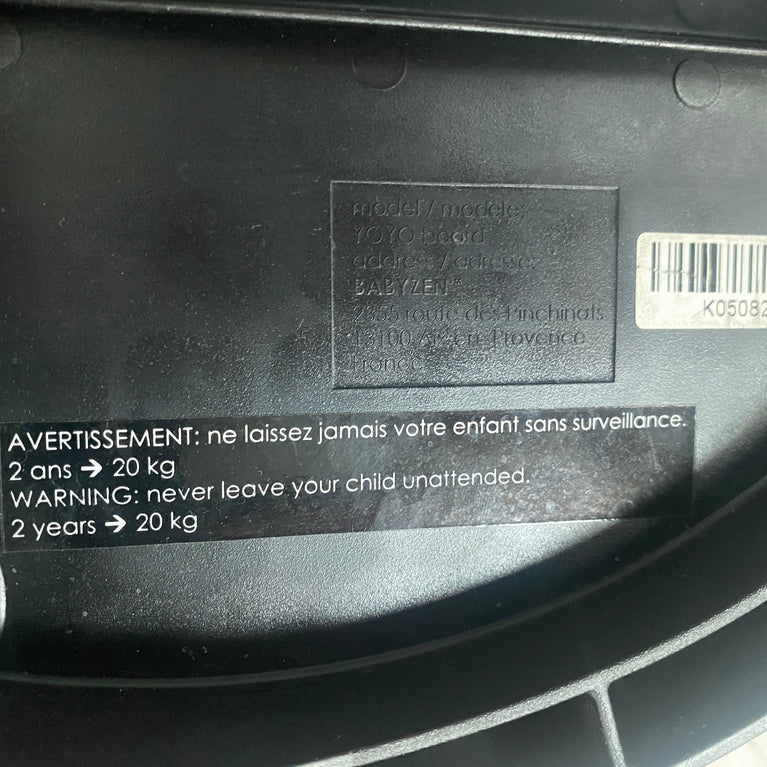 model / modèle:
YOYO board
address / adresse:
BABYZEN
2855 route des Pinchinats
13100 Aix en Provence
France
K05082
AVERTISSEMENT: ne laissez jamais votre enfant sans surveillance.
2 ans ➔ 20 kg
WARNING: never leave your child unattended.
2 years ➔ 20 kg